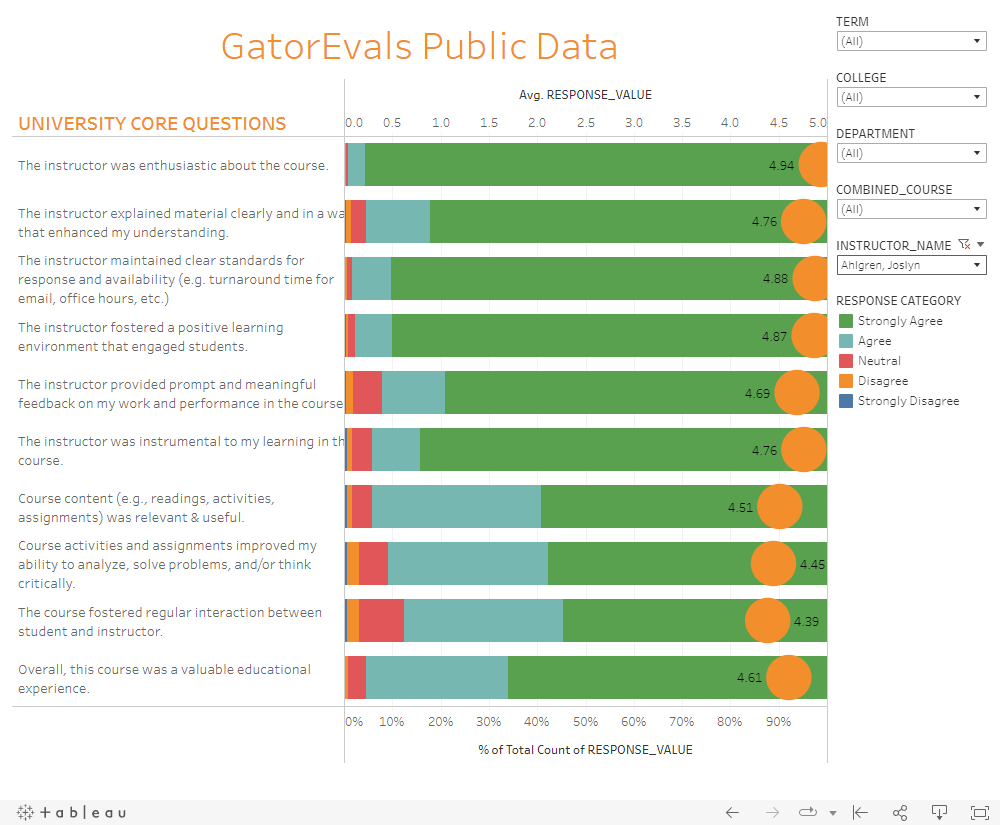 GatorEvals Public Data
Avg. RESPONSE_VALUE
UNIVERSITY CORE QUESTIONS
0.0 0.5 1.0 1.5 2.0 2.5 3.0 3.5 4.0 4.5 5.0
The instructor was enthusiastic about the course.
4.94
The instructor explained material clearly and in a wa
that enhanced my understanding.
4.76
The instructor maintained clear standards for
response and availability (e.g. turnaround time for
email, office hours, etc.)
4.88
The instructor fostered a positive learning
environment that engaged students.
4.87
The instructor provided prompt and meaningful
feedback on my work and performance in the course
4.69
The instructor was instrumental to my learning in th
course.
4.76
Course content (e.g., readings, activities,
assignments) was relevant & useful.
4.51
Course activities and assignments improved my
ability to analyze, solve problems, and/or think
critically.
4.45
The course fostered regular interaction between
student and instructor.
4.39
Overall, this course was a valuable educational
experience.
4.61
0% 10% 20% 30% 40% 50% 60% 70% 80% 90%
% of Total Count of RESPONSE_VALUE
TERM
(All)
COLLEGE
(All)
DEPARTMENT
(All)
COMBINED_COURSE
(All)
INSTRUCTOR_NAME
Ahlgren, Joslyn
RESPONSE CATEGORY
Strongly Agree
Agree
Neutral
Disagree
Strongly Disagree
+ a b | e a u